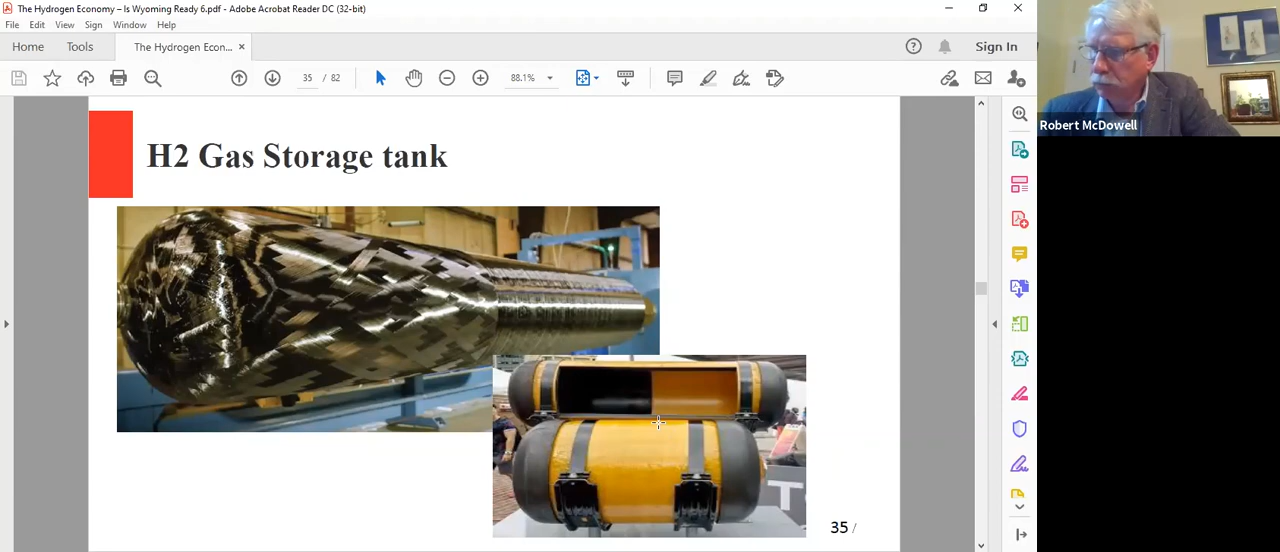 The Hydrogen Economy – Is Wyoming Ready 6.pdf - Adobe Acrobat Reader DC (32-bit)
File Edit View Sign Window Help
Home Tools The Hydrogen Econ... Sign In
35 / 82 88.1%
Robert McDowell
H2 Gas Storage tank
35 /